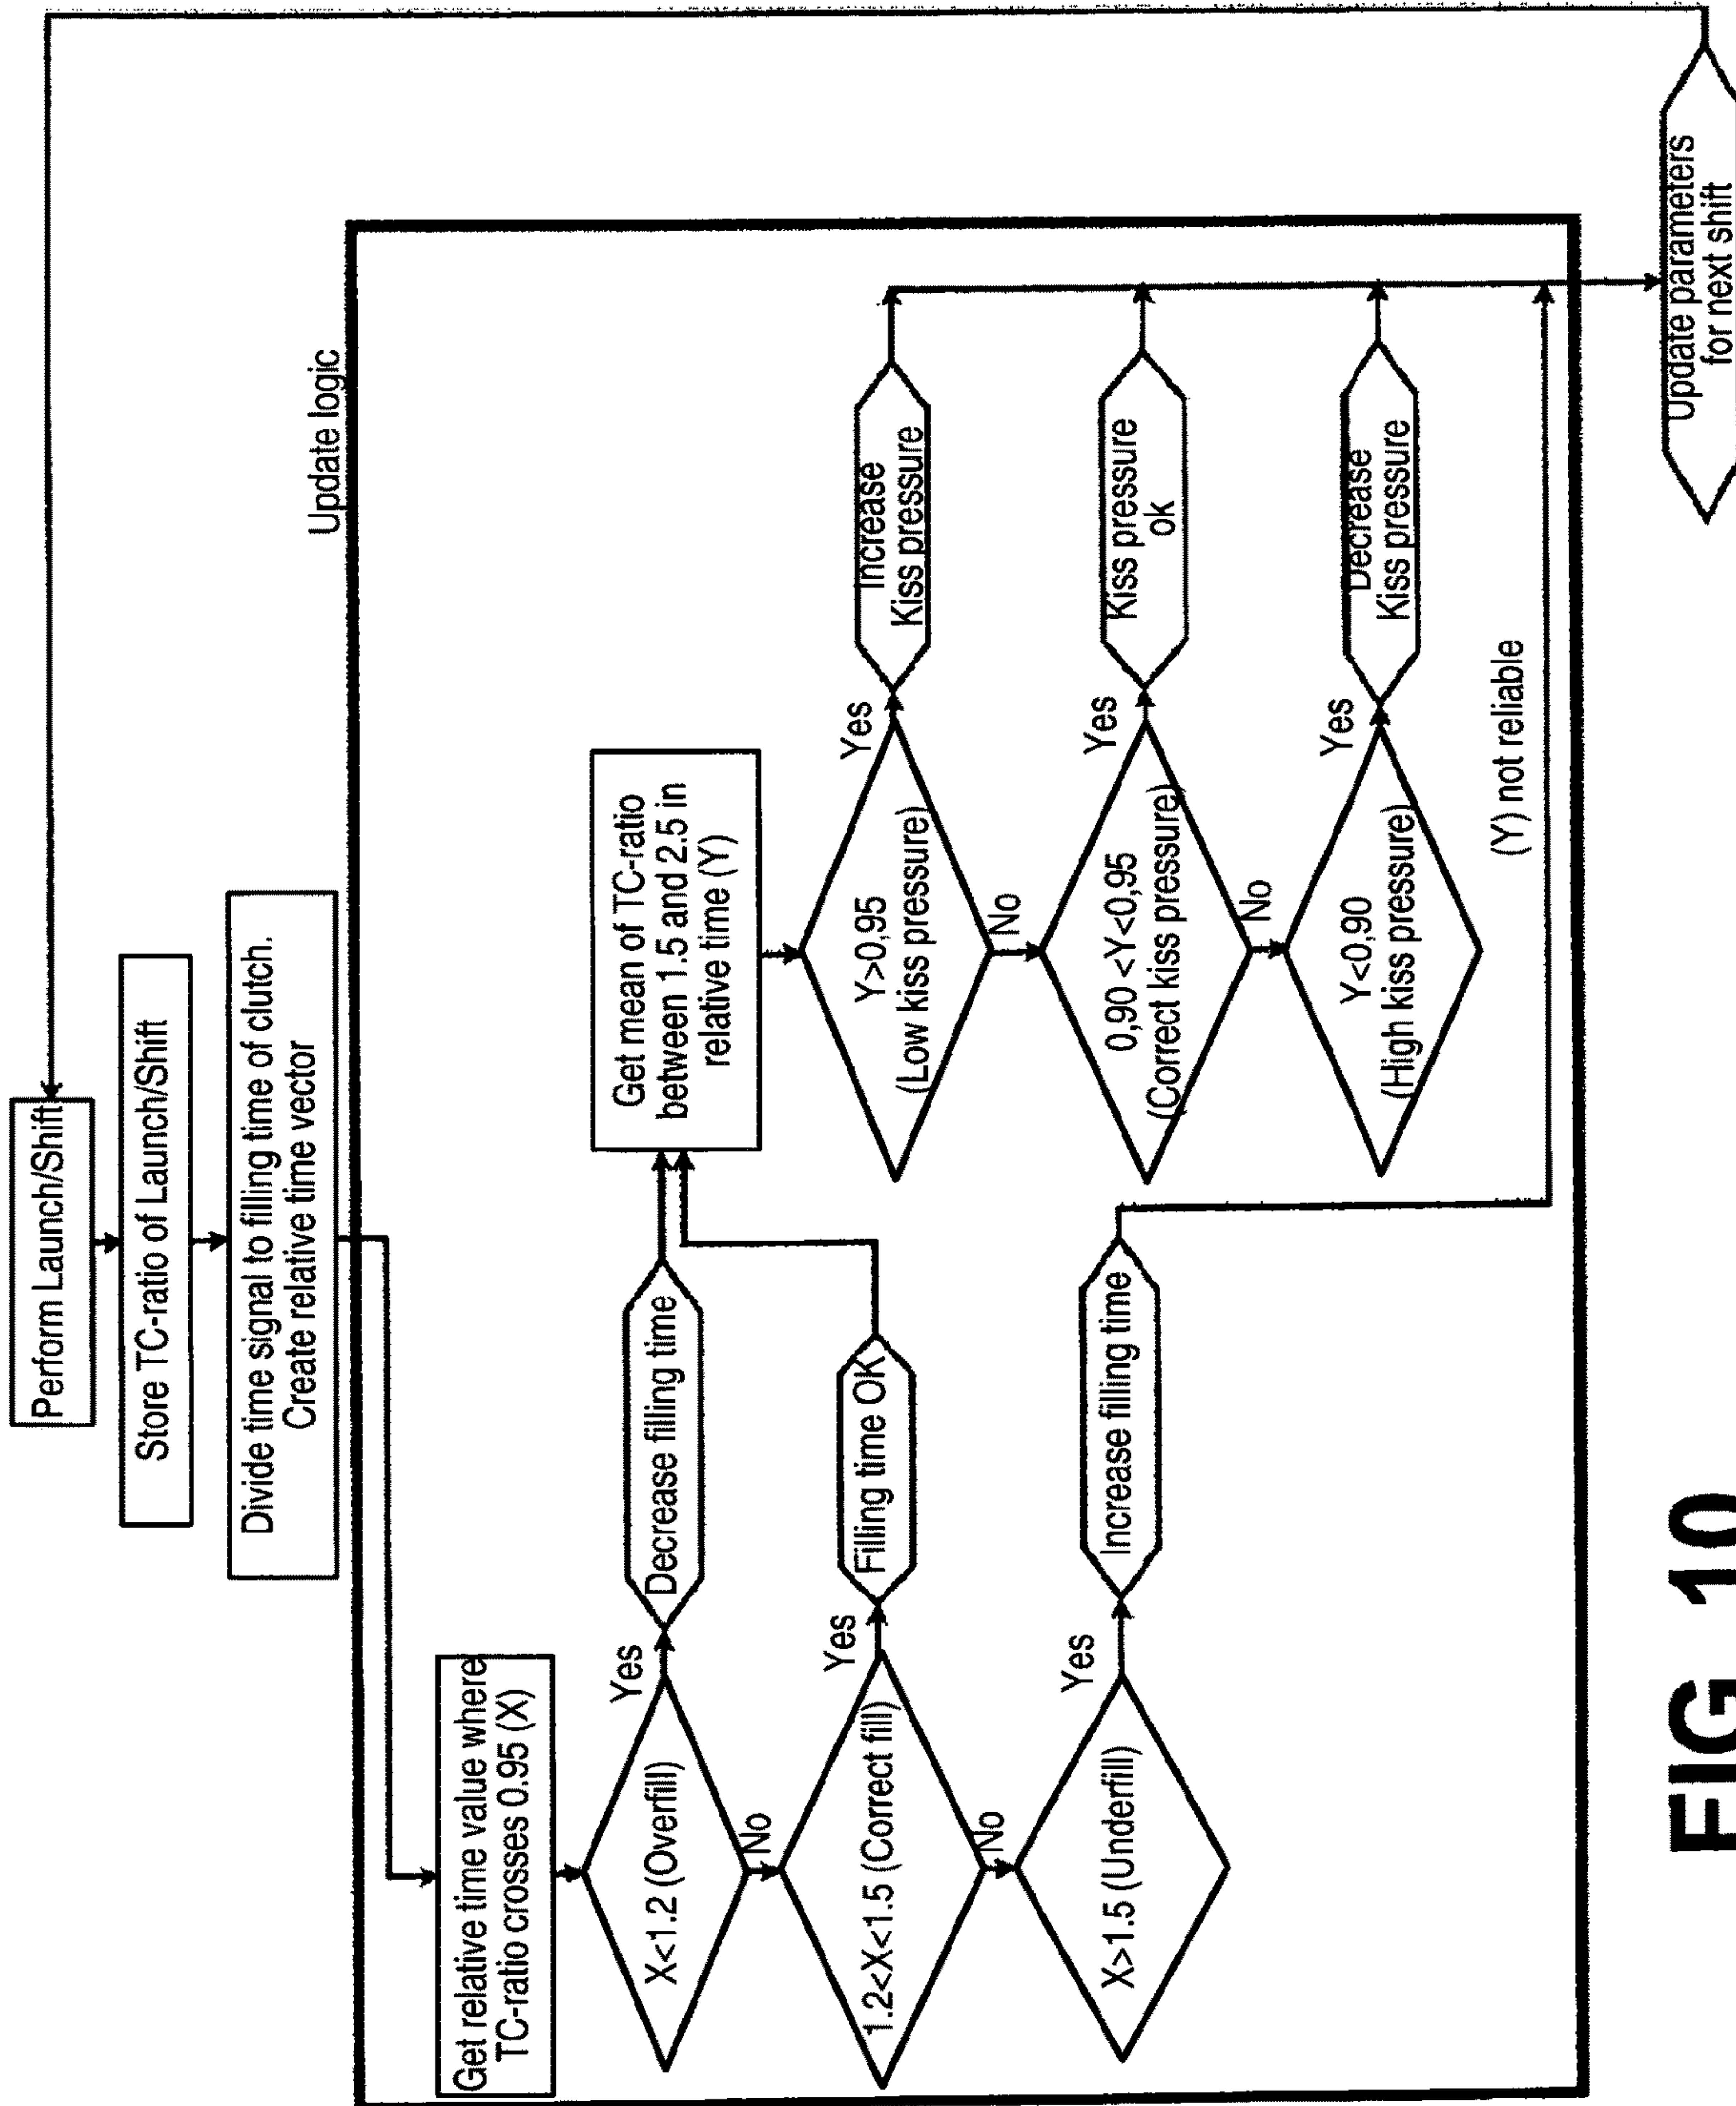 Perform Launch/Shift
Store TC-ratio of Launch/Shift
Divide time signal to filling time of clutch.
Create relative time vector
Update logic
Get relative time value where
TC-ratio crosses 0.95 (X)
X<1.2 (Overfill)
Yes
Decrease filling time
No
1.2<X<1.5 (Correct fill)
Yes
Filling time OK
No
X>1.5 (Underfill)
Yes
Increase filling time
Get mean of TC-ratio
between 1.5 and 2.5 in
relative time (Y)
Y>0,95
(Low kiss pressure)
Yes
Increase
Kiss pressure
No
0,90 <Y<0,95
(Correct kiss pressure)
Yes
Kiss pressure
ok
No
Y<0,90
(High kiss pressure)
Yes
Decrease
Kiss pressure
(Y) not reliable
Update parameters
for next shift
FIG 10